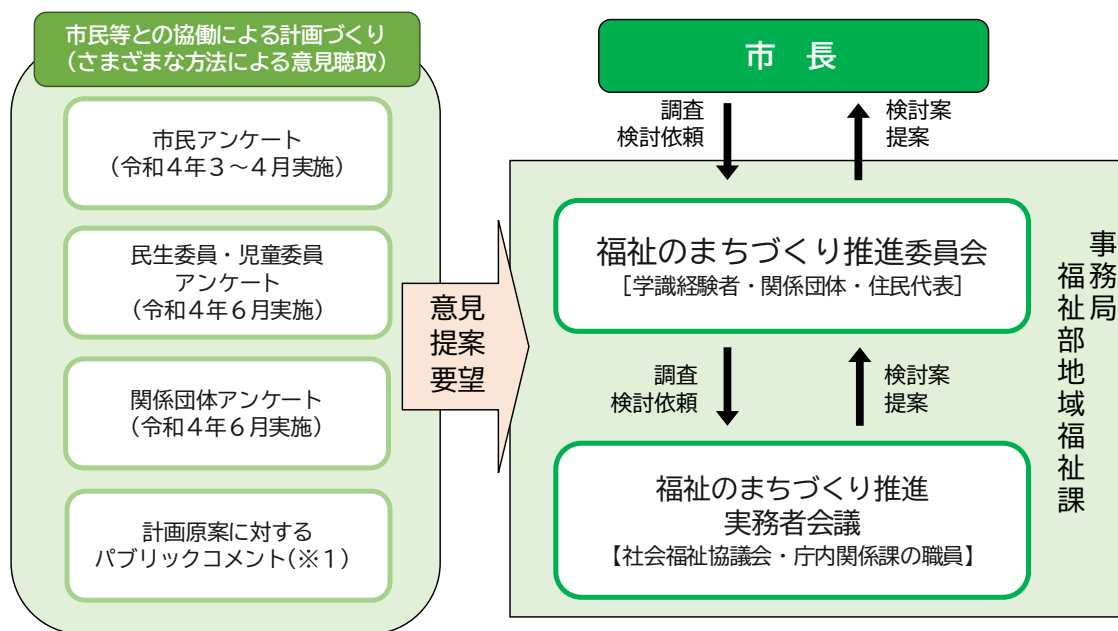 市民等との協働による計画づくり
（さまざまな方法による意見聴取）
市民アンケート
（令和４年３～４月実施）
民生委員・児童委員
アンケート
（令和４年６月実施）
関係団体アンケート
（令和４年６月実施）
計画原案に対する
パブリックコメント(※１)
意見
提案
要望
市　長
調査
検討依頼
検討案
提案
福祉のまちづくり推進委員会
［学識経験者・関係団体・住民代表］
調査
検討依頼
検討案
提案
福祉のまちづくり推進
実務者会議
【社会福祉協議会・庁内関係課の職員】
事務局
福祉部地域福祉課